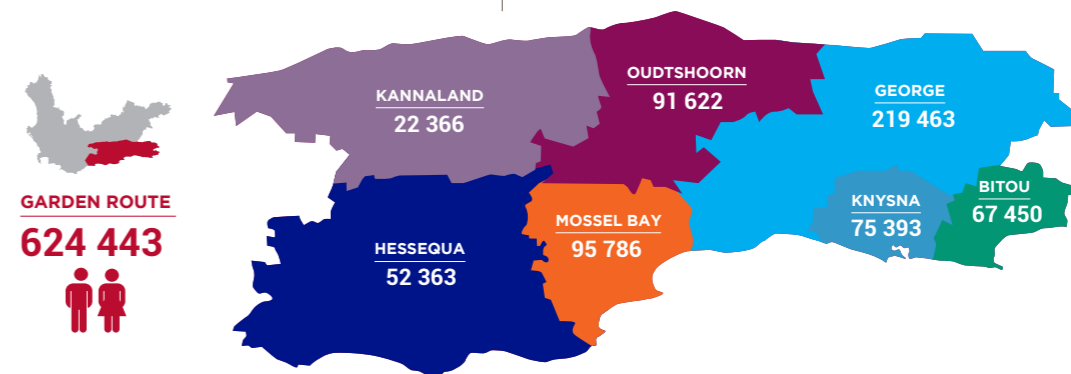 GARDEN ROUTE
624 443
KANNALAND
22 366
OUDTSHOORN
91 622
GEORGE
219 463
HESSEQUA
52 363
MOSSEL BAY
95 786
KNYSNA
75 393
BITOU
67 450